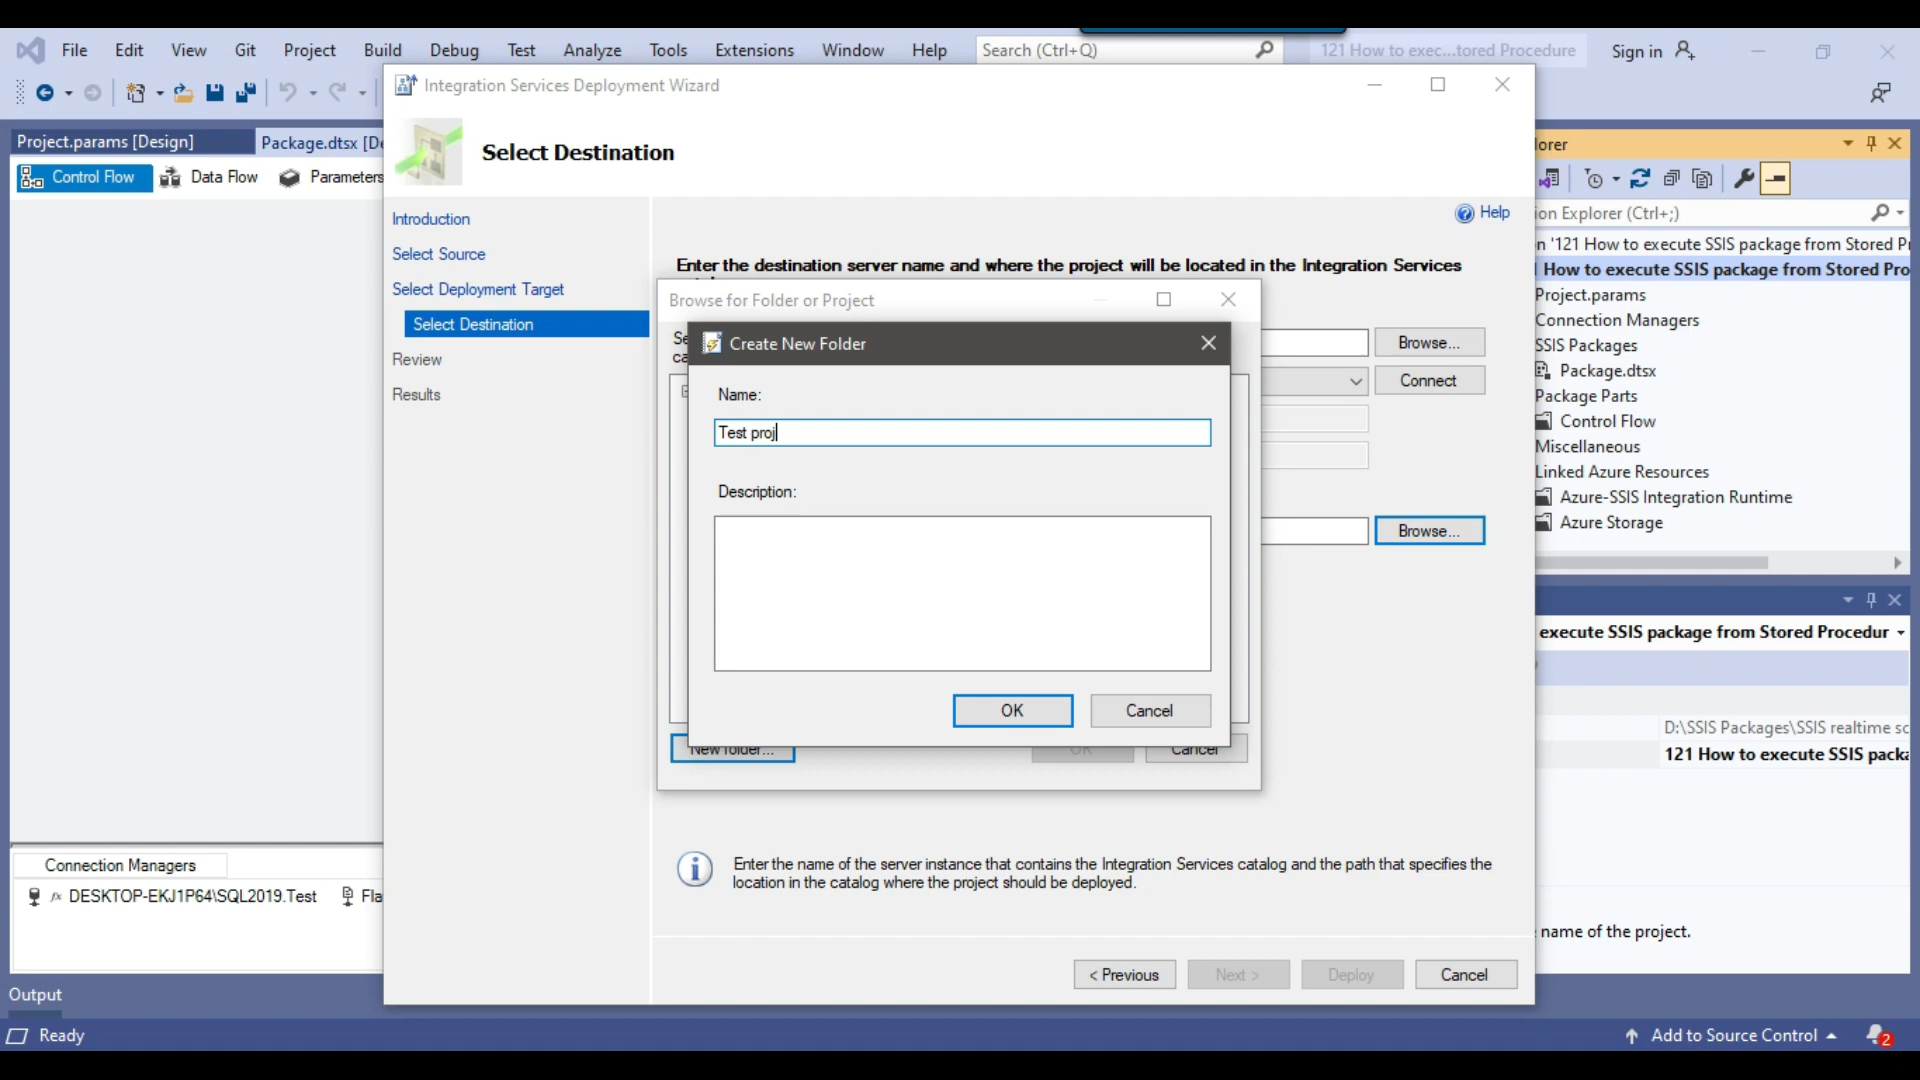 File Edit View Git Project Build Debug Test Analyze Tools Extensions Window Help Search (Ctrl+Q) 121 How to exec...tored Procedure Sign in
Integration Services Deployment Wizard
Project.params [Design] Package.dtsx [De
Control Flow Data Flow Parameters
Select Destination
Introduction
Select Source
Select Deployment Target
Select Destination
Review
Results
Help
Enter the destination server name and where the project will be located in the Integration Services
Browse for Folder or Project
Se
ca
Browse...
Connect
Browse...
Create New Folder
Name:
Test proj
Description:
OK Cancel
New folder... OK Cancel
Enter the name of the server instance that contains the Integration Services catalog and the path that specifies the
location in the catalog where the project should be deployed.
< Previous Next > Deploy Cancel
lorer
ion Explorer (Ctrl+;)
n '121 How to execute SSIS package from Stored Pr
How to execute SSIS package from Stored Pro
Project.params
Connection Managers
SSIS Packages
Package.dtsx
Package Parts
Control Flow
Miscellaneous
Linked Azure Resources
Azure-SSIS Integration Runtime
Azure Storage
execute SSIS package from Stored Procedur
D:\SSIS Packages\SSIS realtime sc
121 How to execute SSIS packa
name of the project.
Connection Managers
fx DESKTOP-EKJ1P64\SQL2019.Test Fla
Output
Ready Add to Source Control 2